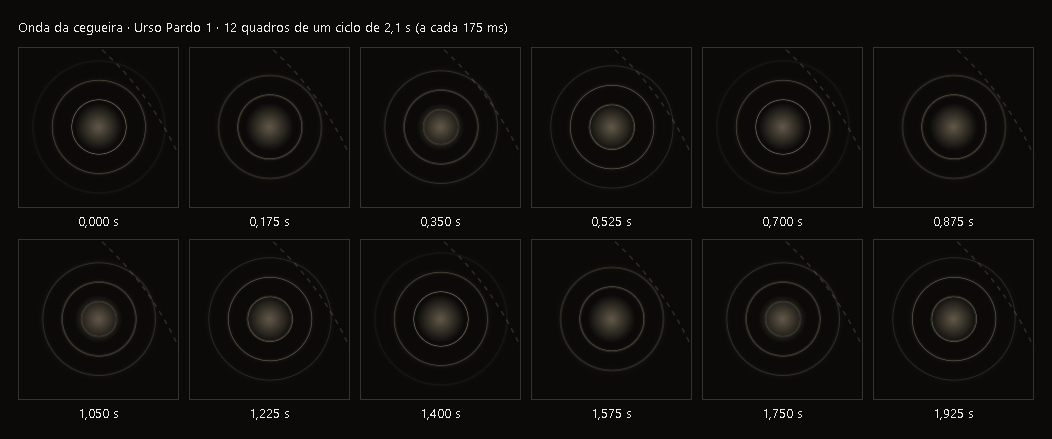 Onda da cegueira · Urso Pardo 1 · 12 quadros de um ciclo de 2,1 s (a cada 175 ms)
0,000 s 0,175 s 0,350 s 0,525 s 0,700 s 0,875 s
1,050 s 1,225 s 1,400 s 1,575 s 1,750 s 1,925 s